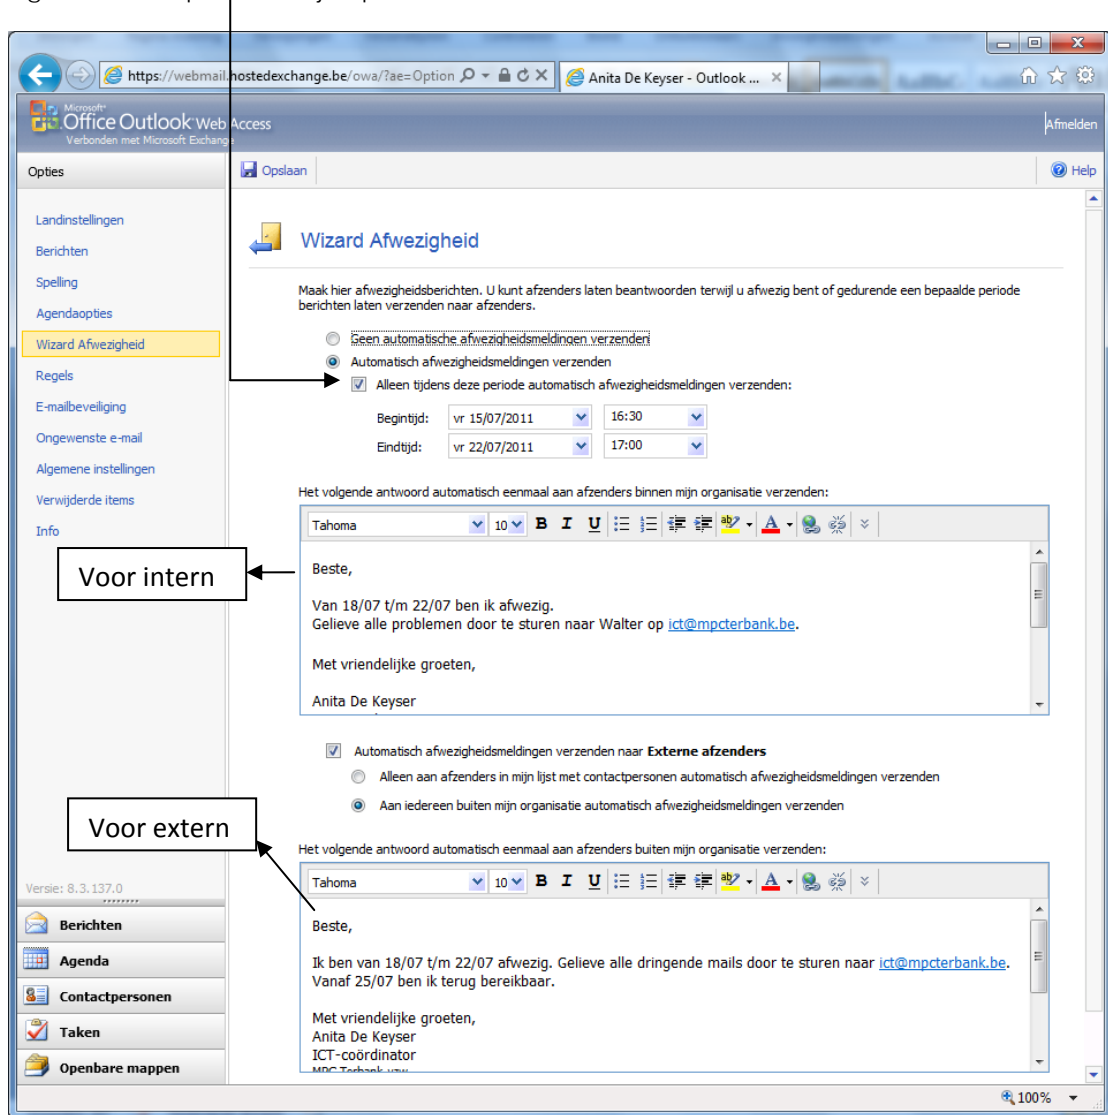 https://webmail.hostedexchange.be/owa/?ae=Option
Anita De Keyser - Outlook ...
Microsoft
Office Outlook Web Access
Verbonden met Microsoft Exchange
Afmelden
Opties
Opslaan
Help
Landinstellingen
Berichten
Spelling
Agendaopties
Wizard Afwezigheid
Regels
E-mailbeveiliging
Ongewenste e-mail
Algemene instellingen
Verwijderde items
Info
Wizard Afwezigheid
Maak hier afwezigheidsberichten. U kunt afzenders laten beantwoorden terwijl u afwezig bent of gedurende een bepaalde periode
berichten laten verzenden naar afzenders.
Geen automatische afwezigheidsmeldingen verzenden
Automatisch afwezigheidsmeldingen verzenden
Alleen tijdens deze periode automatisch afwezigheidsmeldingen verzenden:
Begintijd: vr 15/07/2011 16:30
Eindtijd: vr 22/07/2011 17:00
Het volgende antwoord automatisch eenmaal aan afzenders binnen mijn organisatie verzenden:
Tahoma 10 B I U
Voor intern
Beste,
Van 18/07 t/m 22/07 ben ik afwezig.
Gelieve alle problemen door te sturen naar Walter op ict@mpcterbank.be.
Met vriendelijke groeten,
Anita De Keyser
Automatisch afwezigheidsmeldingen verzenden naar Externe afzenders
Alleen aan afzenders in mijn lijst met contactpersonen automatisch afwezigheidsmeldingen verzenden
Aan iedereen buiten mijn organisatie automatisch afwezigheidsmeldingen verzenden
Voor extern
Het volgende antwoord automatisch eenmaal aan afzenders buiten mijn organisatie verzenden:
Tahoma 10 B I U
Beste,
Ik ben van 18/07 t/m 22/07 afwezig. Gelieve alle dringende mails door te sturen naar ict@mpcterbank.be.
Vanaf 25/07 ben ik terug bereikbaar.
Met vriendelijke groeten,
Anita De Keyser
ICT-coördinator
MPC Terbank vzw
Versie: 8.3.137.0
Berichten
Agenda
Contactpersonen
Taken
Openbare mappen
100%